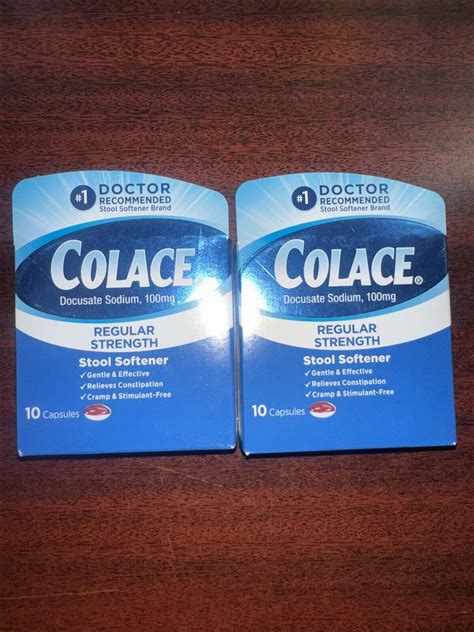 #1 DOCTOR
RECOMMENDED
Stool Softener Brand
COLACE
Docusate Sodium, 100mg
REGULAR
STRENGTH
Stool Softener
✓Gentle & Effective
✓Relieves Constipation
✓Cramp & Stimulant-Free
10 Capsules
#1 DOCTOR
RECOMMENDED
Stool Softener Brand
COLACE®
Docusate Sodium, 100mg
REGULAR
STRENGTH
Stool Softener
✓Gentle & Effective
✓Relieves Constipation
✓Cramp & Stimulant-Free
10 Capsules